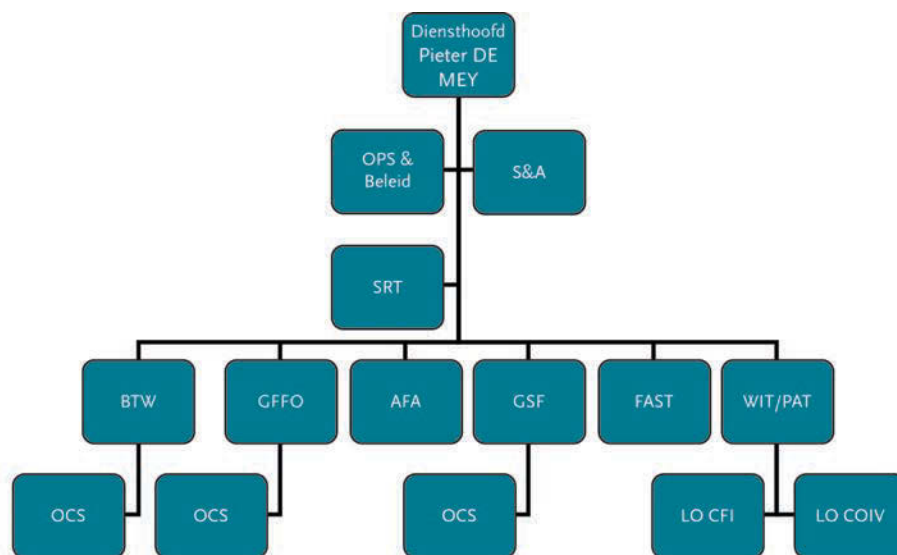 Diensthoofd
Pieter DE
MEY
OPS &
Beleid
S&A
SRT
BTW
GFFO
AFA
GSF
FAST
WIT/PAT
OCS
OCS
OCS
LO CFI
LO COIV